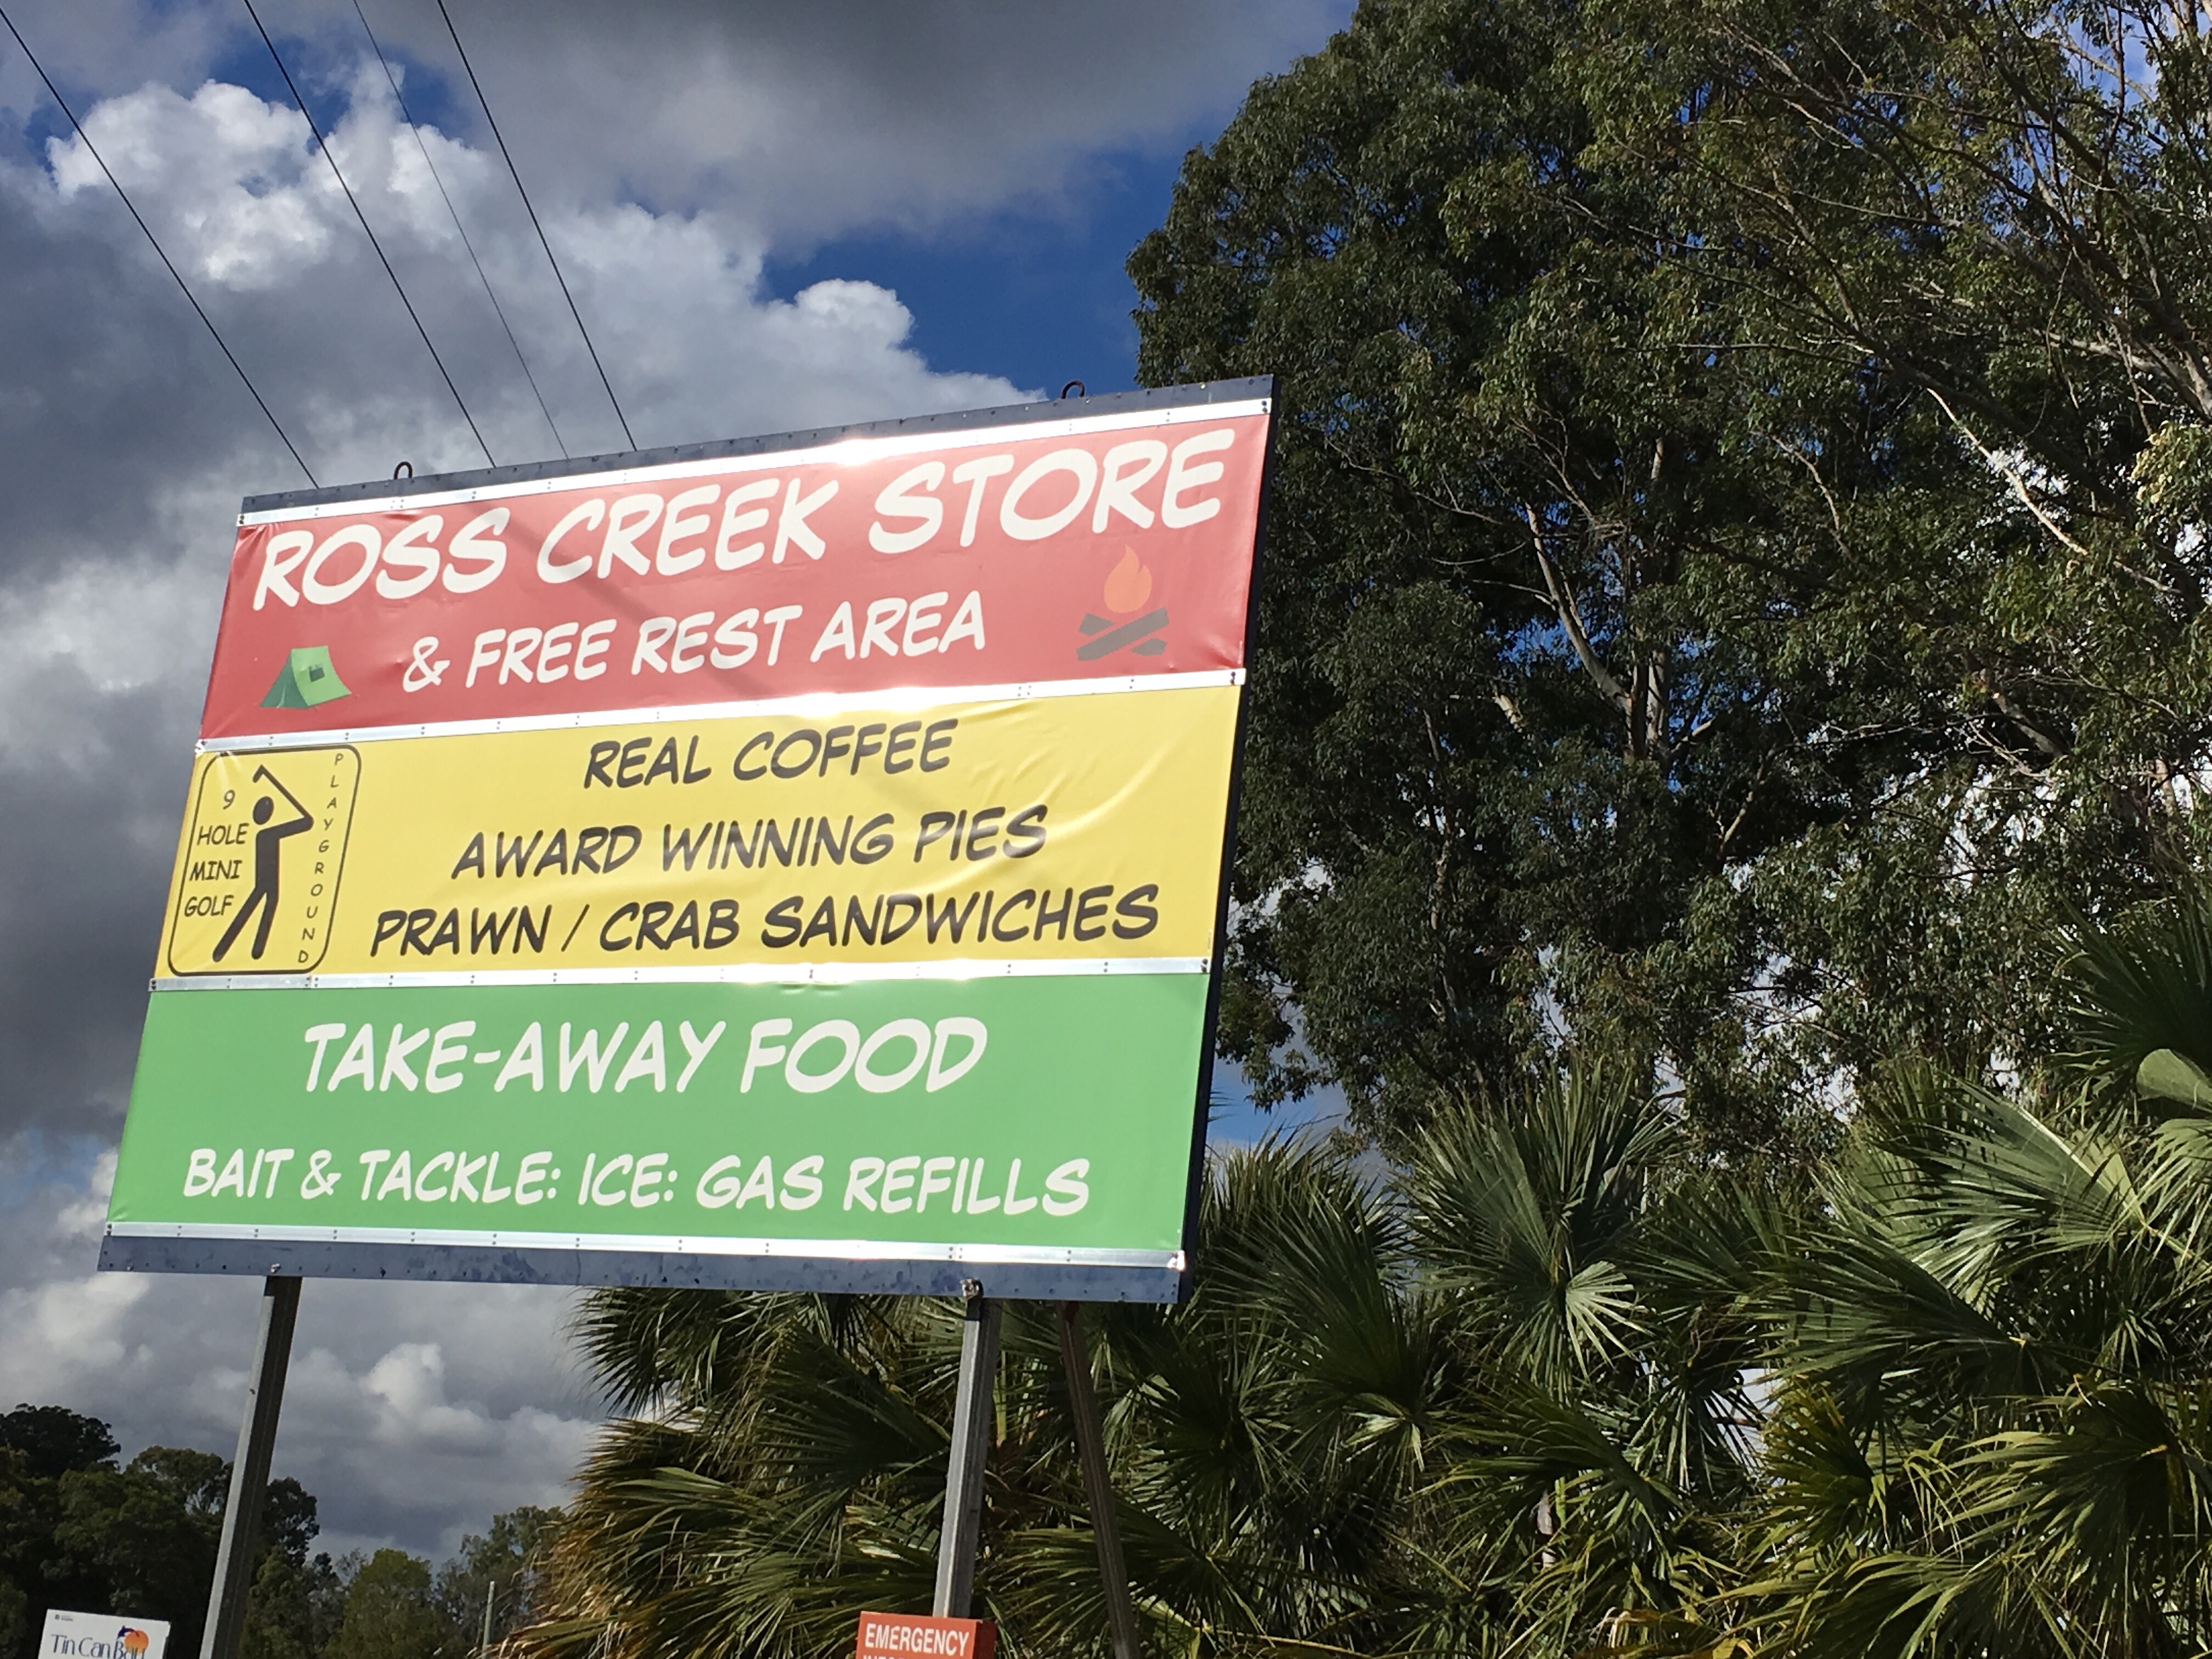 ROSS CREEK STORE
& FREE REST AREA
9
HOLE
MINI
GOLF
PLAYGROUND
REAL COFFEE
AWARD WINNING PIES
PRAWN / CRAB SANDWICHES
TAKE-AWAY FOOD
BAIT & TACKLE: ICE: GAS REFILLS
Tin Can Bay
EMERGENCY